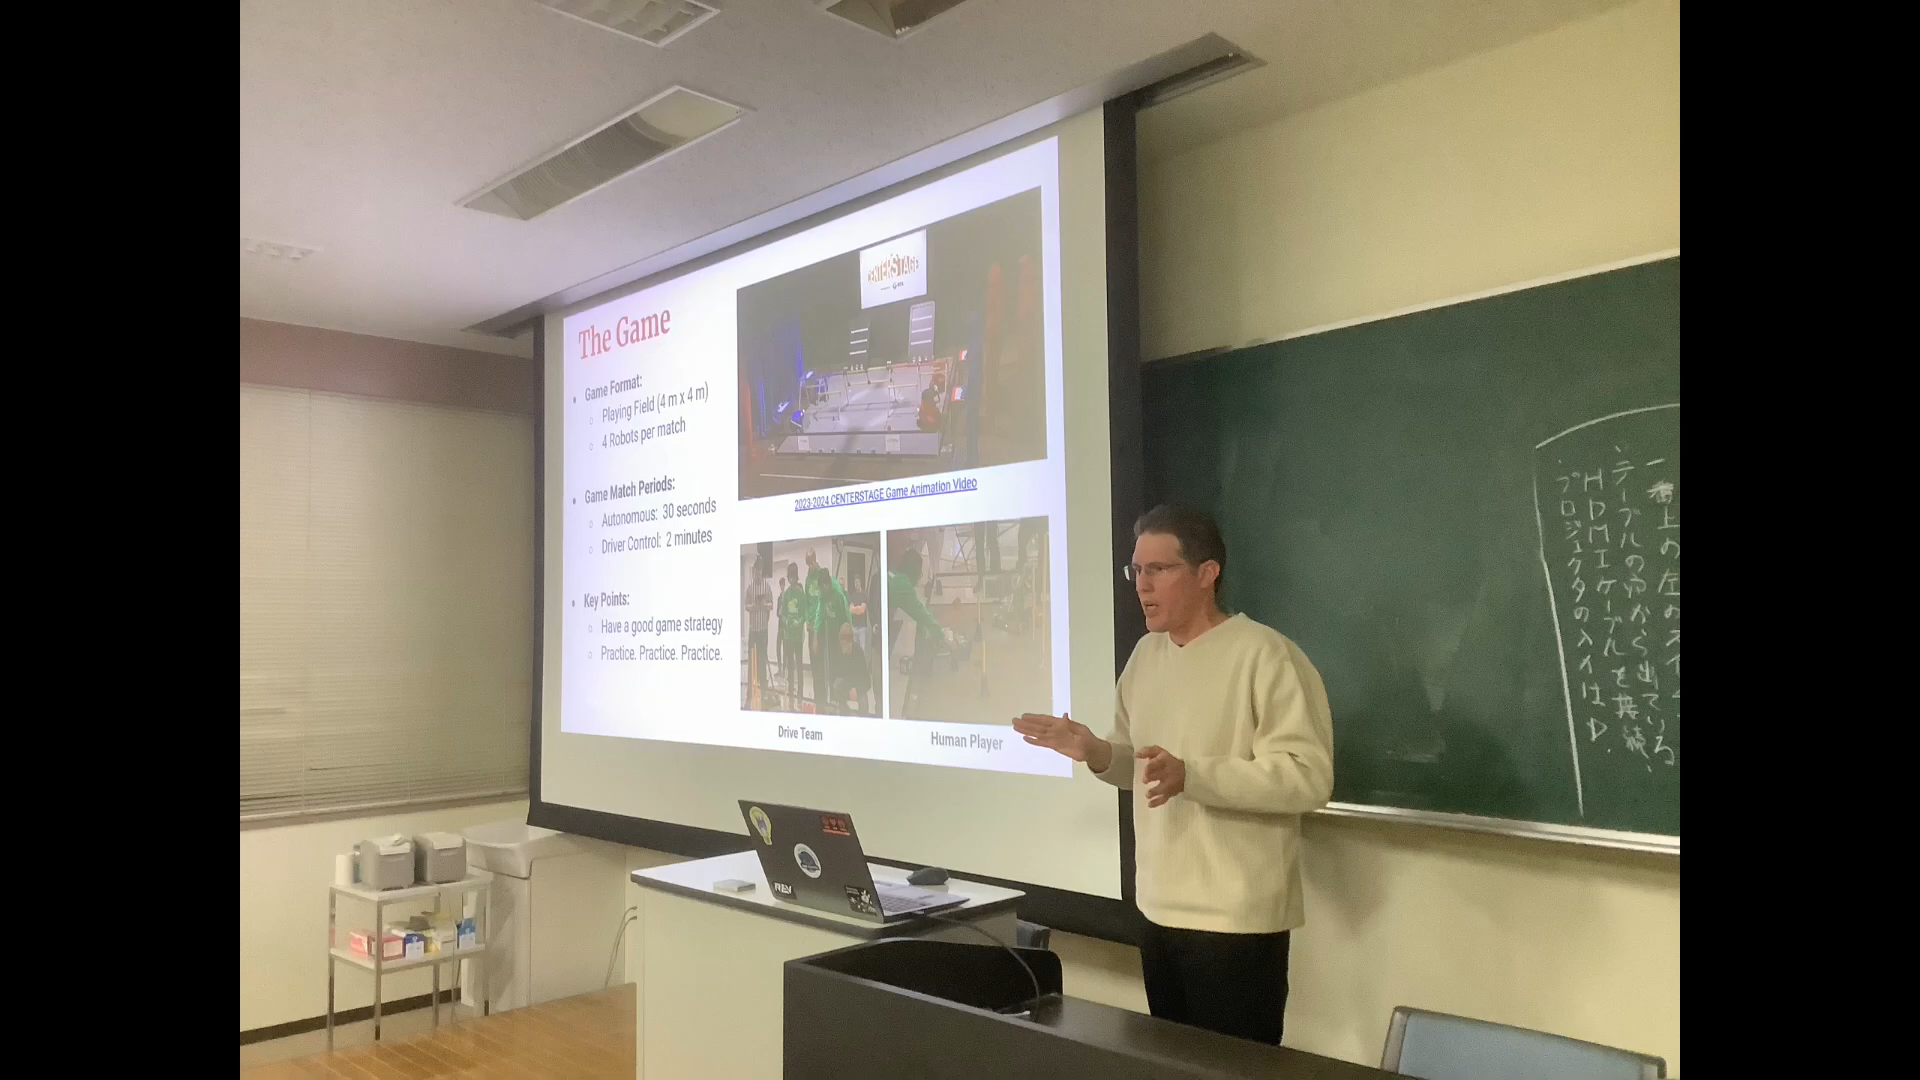 The Game
Game Format:
Playing Field (4 m x 4 m)
4 Robots per match
Game Match Periods:
Autonomous: 30 seconds
Driver Control: 2 minutes
Key Points:
Have a good game strategy
Practice. Practice. Practice.
CENTERSTAGE
2023-2024 CENTERSTAGE Game Animation Video
Drive Team
Human Player
REV
一番上の左のスイ
テーブルの中から出ている
HDMIケーブルを接続、
プロジェクタの入力はD.